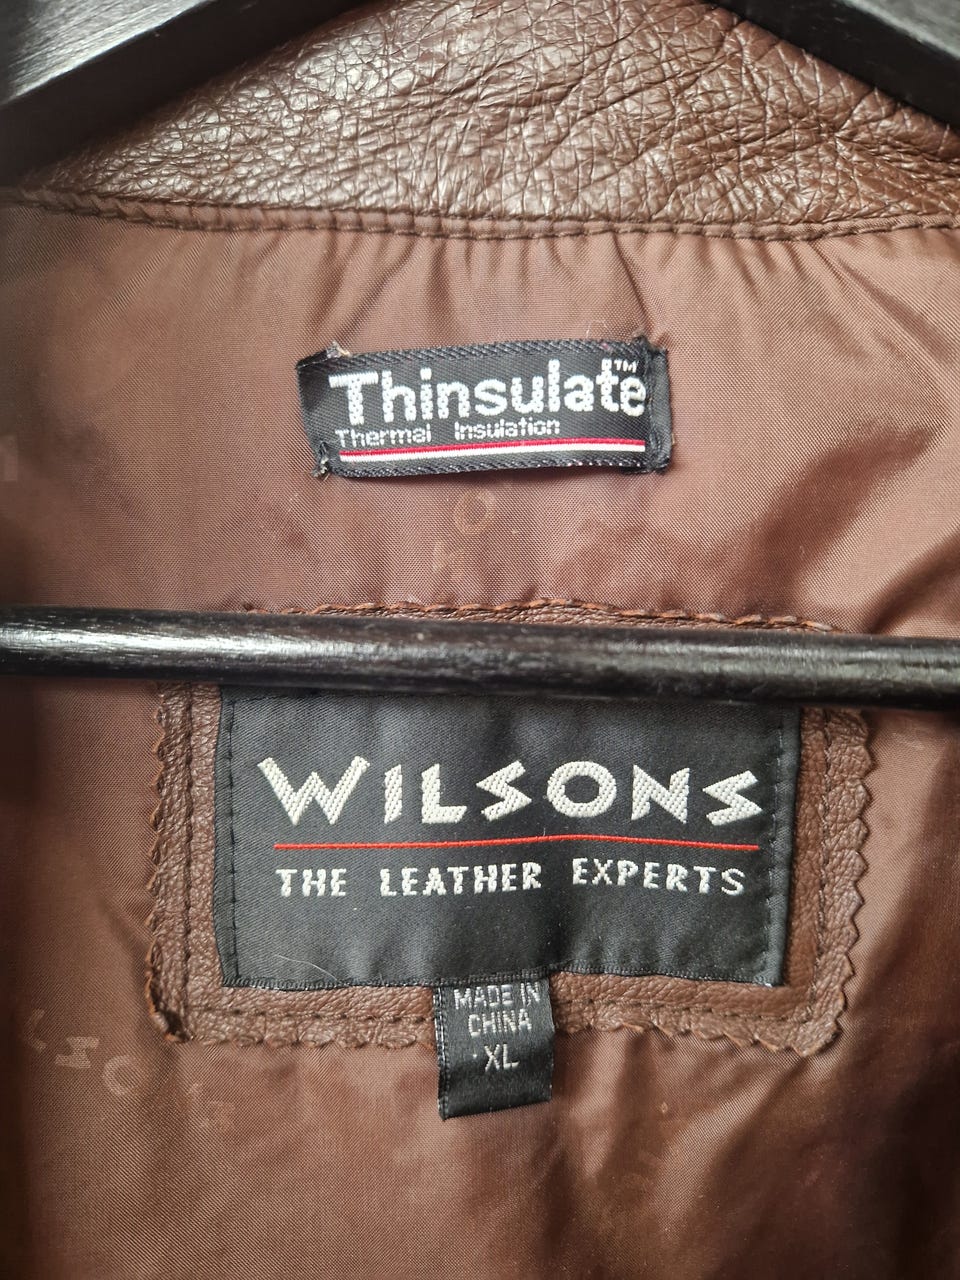 Thinsulate™
Thermal Insulation
WILSONS
THE LEATHER EXPERTS
MADE IN
CHINA
XL